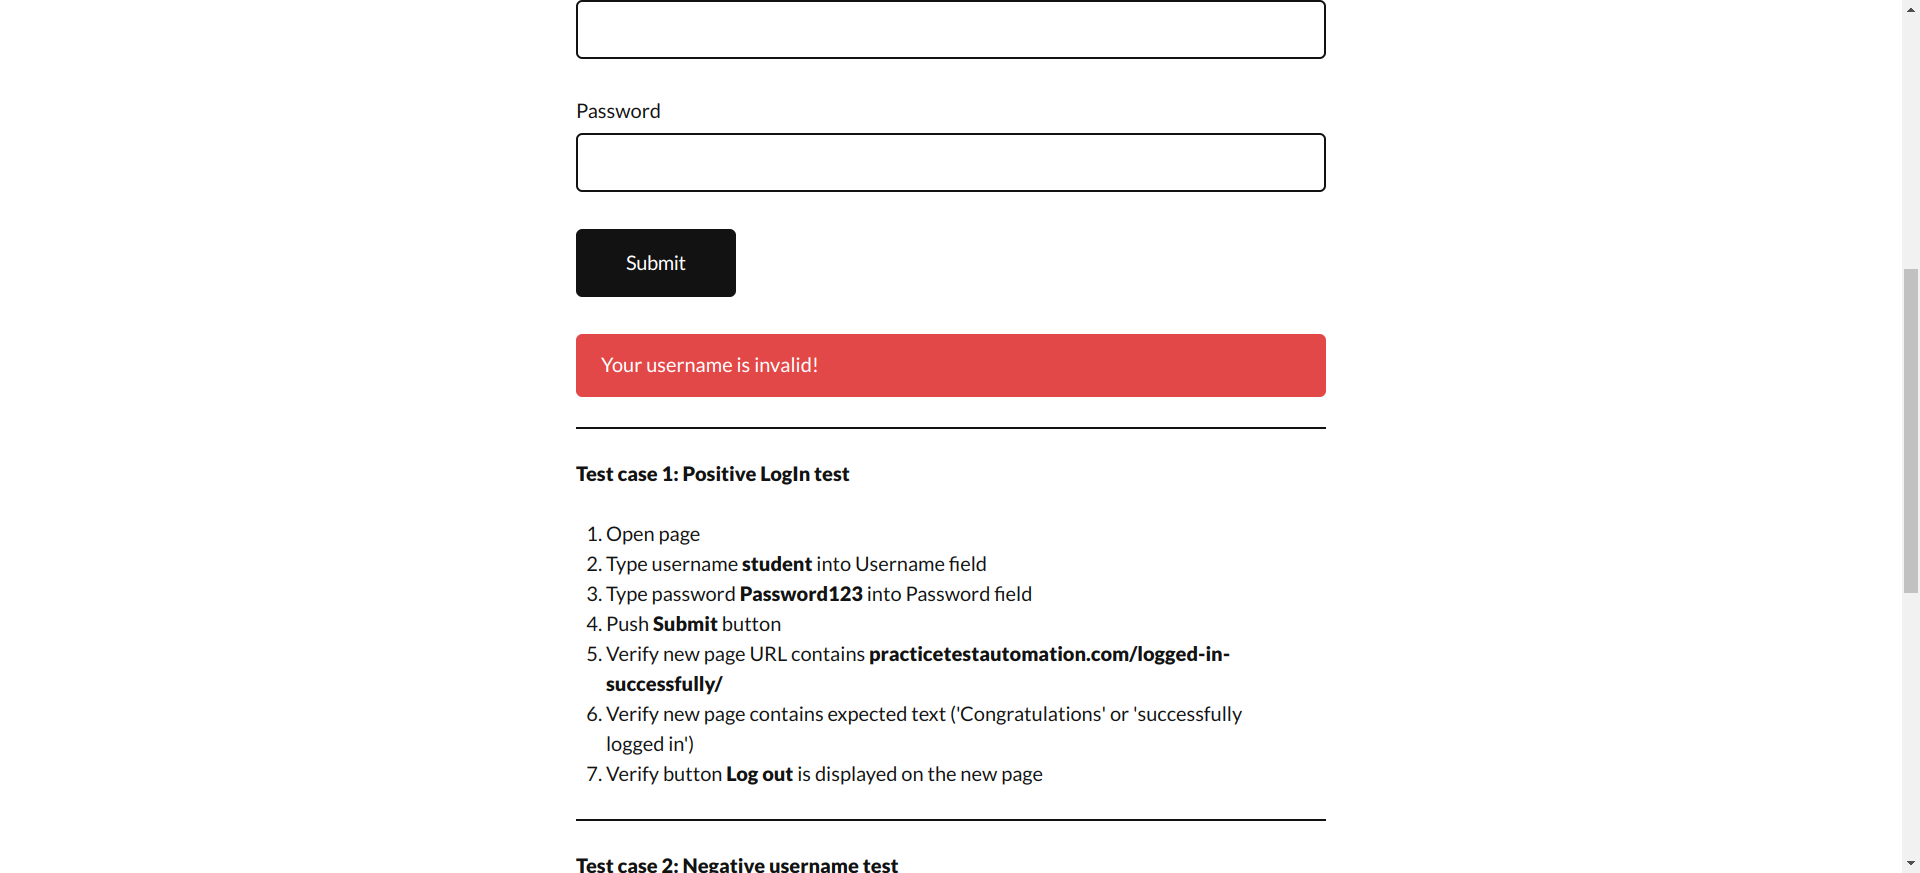 Password
Submit
Your username is invalid!
Test case 1: Positive LogIn test
1. Open page
2. Type username student into Username field
3. Type password Password123 into Password field
4. Push Submit button
5. Verify new page URL contains practicetestautomation.com/logged-in-
successfully/
6. Verify new page contains expected text ('Congratulations' or 'successfully
logged in')
7. Verify button Log out is displayed on the new page
Test case 2: Negative username test